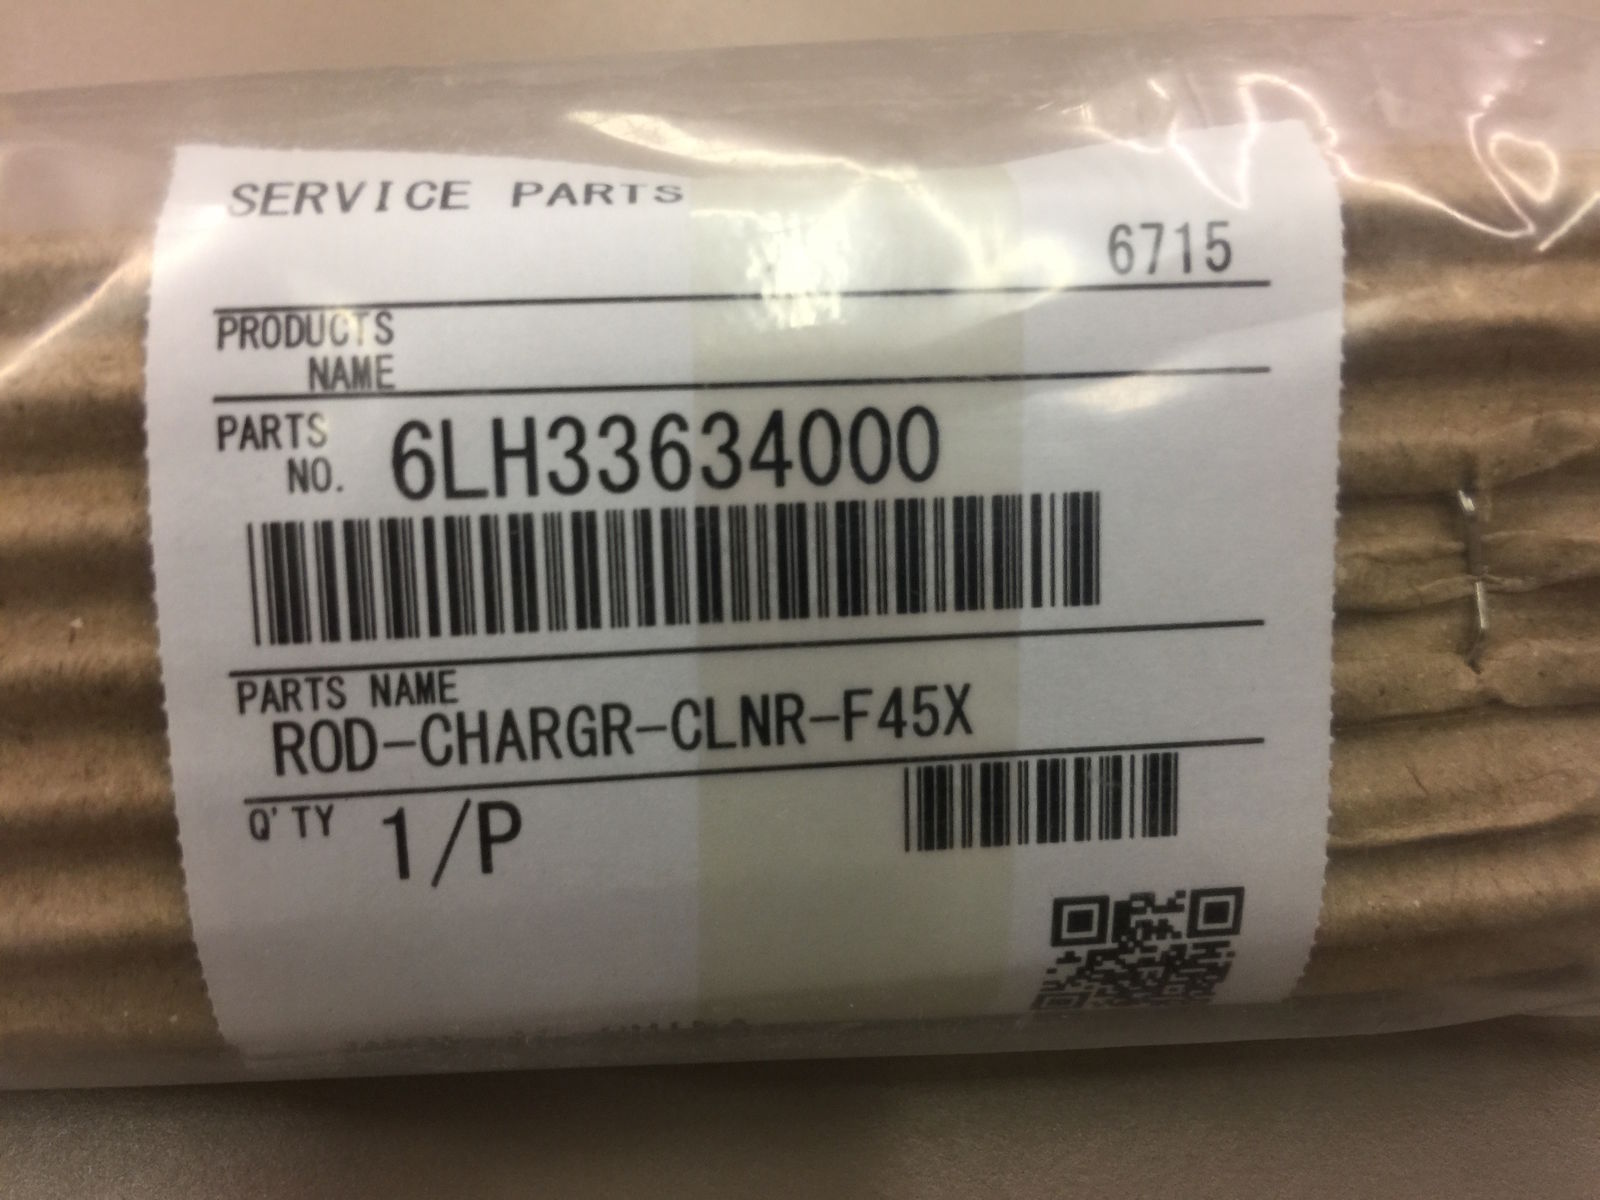 SERVICE PARTS
6715
PRODUCTS
NAME
PARTS
NO. 6LH33634000
PARTS NAME
ROD-CHARGR-CLNR-F45X
Q'TY 1/P